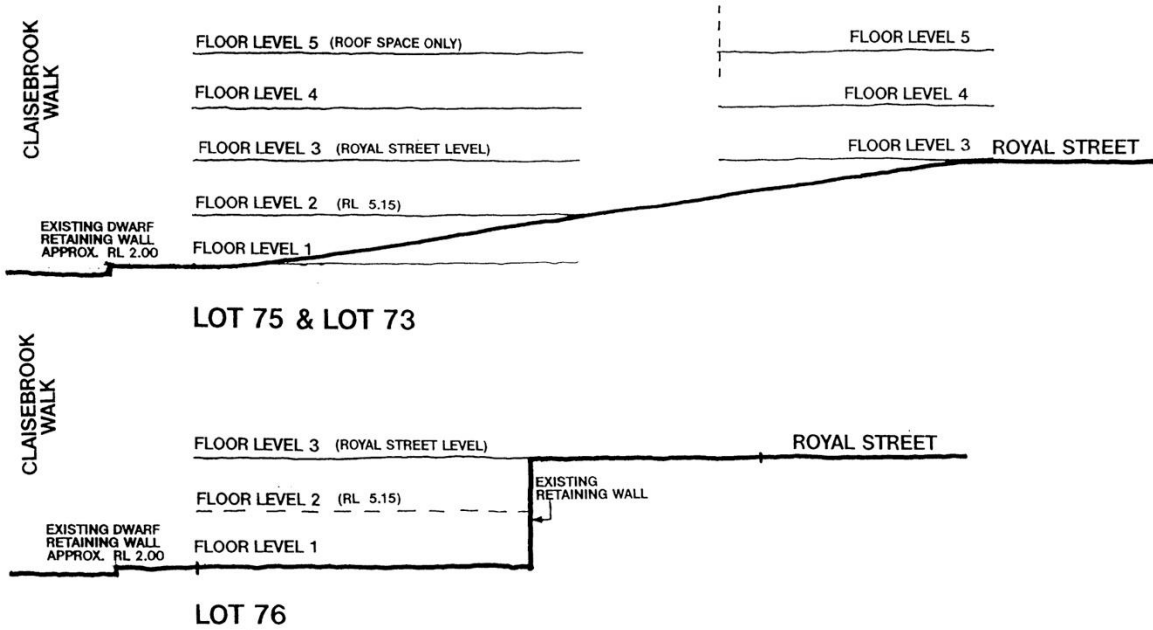 CLAISEBROOK
WALK
FLOOR LEVEL 5 (ROOF SPACE ONLY)
FLOOR LEVEL 5
FLOOR LEVEL 4
FLOOR LEVEL 4
FLOOR LEVEL 3 (ROYAL STREET LEVEL)
FLOOR LEVEL 3
ROYAL STREET
FLOOR LEVEL 2 (RL 5.15)
EXISTING DWARF
RETAINING WALL
APPROX. RL 2.00
FLOOR LEVEL 1
LOT 75 & LOT 73
CLAISEBROOK
WALK
FLOOR LEVEL 3 (ROYAL STREET LEVEL)
ROYAL STREET
EXISTING
RETAINING WALL
FLOOR LEVEL 2 (RL 5.15)
EXISTING DWARF
RETAINING WALL
APPROX. RL 2.00
FLOOR LEVEL 1
LOT 76